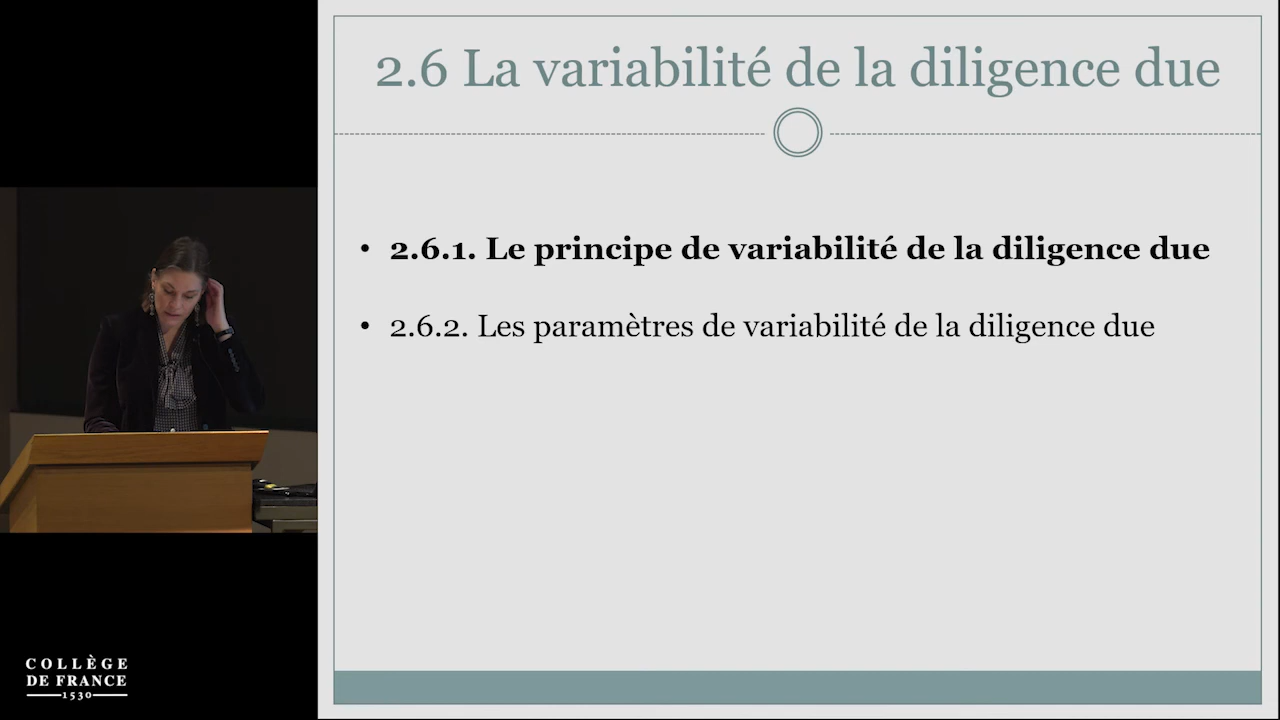 2.6 La variabilité de la diligence due
• 2.6.1. Le principe de variabilité de la diligence due
• 2.6.2. Les paramètres de variabilité de la diligence due
COLLÈGE
DE FRANCE
1530